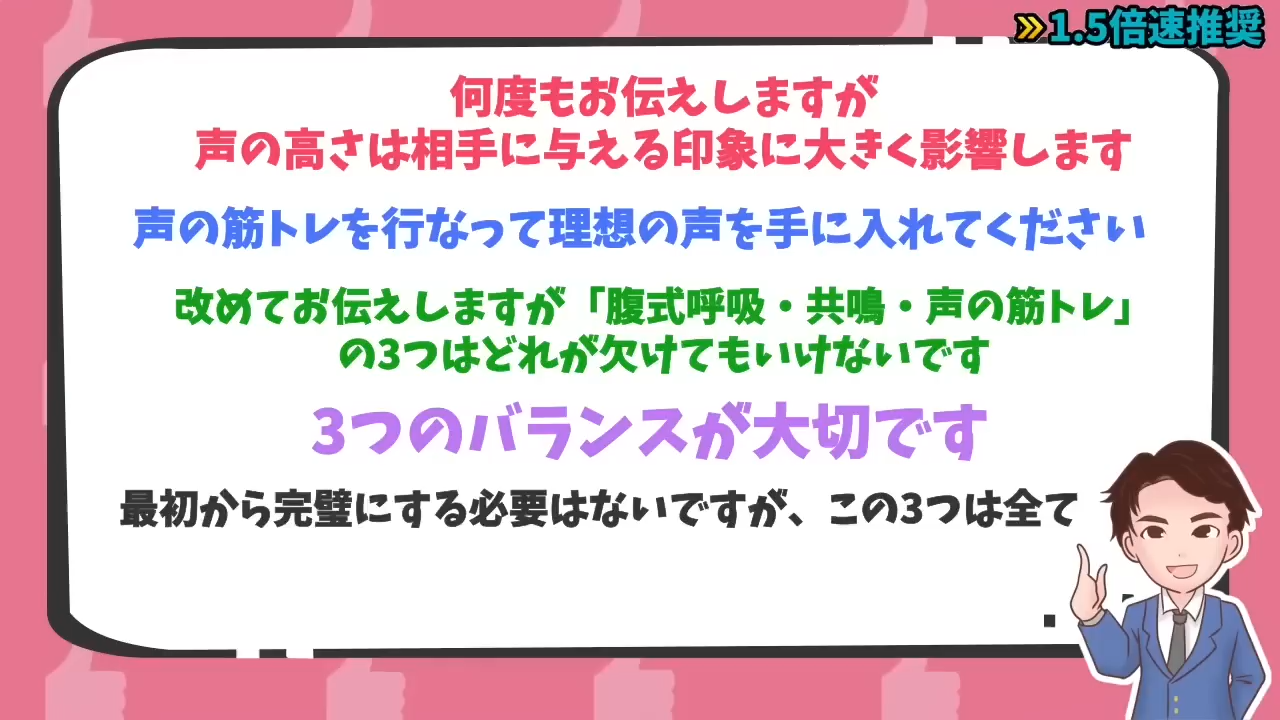 »1.5倍速推奨
何度もお伝えしますが
声の高さは相手に与える印象に大きく影響します
声の筋トレを行なって理想の声を手に入れてください
改めてお伝えしますが「腹式呼吸・共鳴・声の筋トレ」
の3つはどれが欠けてもいけないです
3つのバランスが大切です
最初から完璧にする必要はないですが、この3つは全て